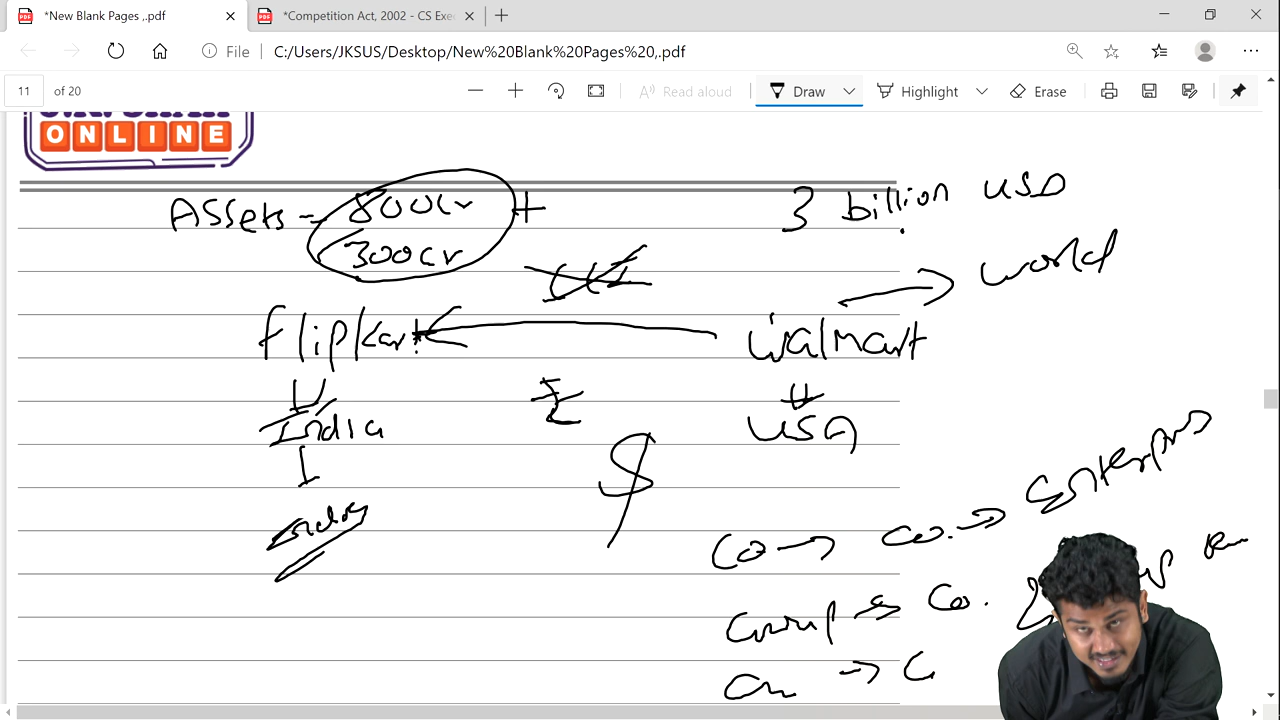 *New Blank Pages ,.pdf
*Competition Act, 2002 - CS Exe
File
C:/Users/JKSUS/Desktop/New%20Blank%20Pages%20,.pdf
11 of 20
Read aloud
Draw
Highlight
Erase
ONLINE
Assets - 800cr +
300cr
3 billion USD
world
Flipkart
Walmart
India
₹
USA
$
co → co. →
Group → co.